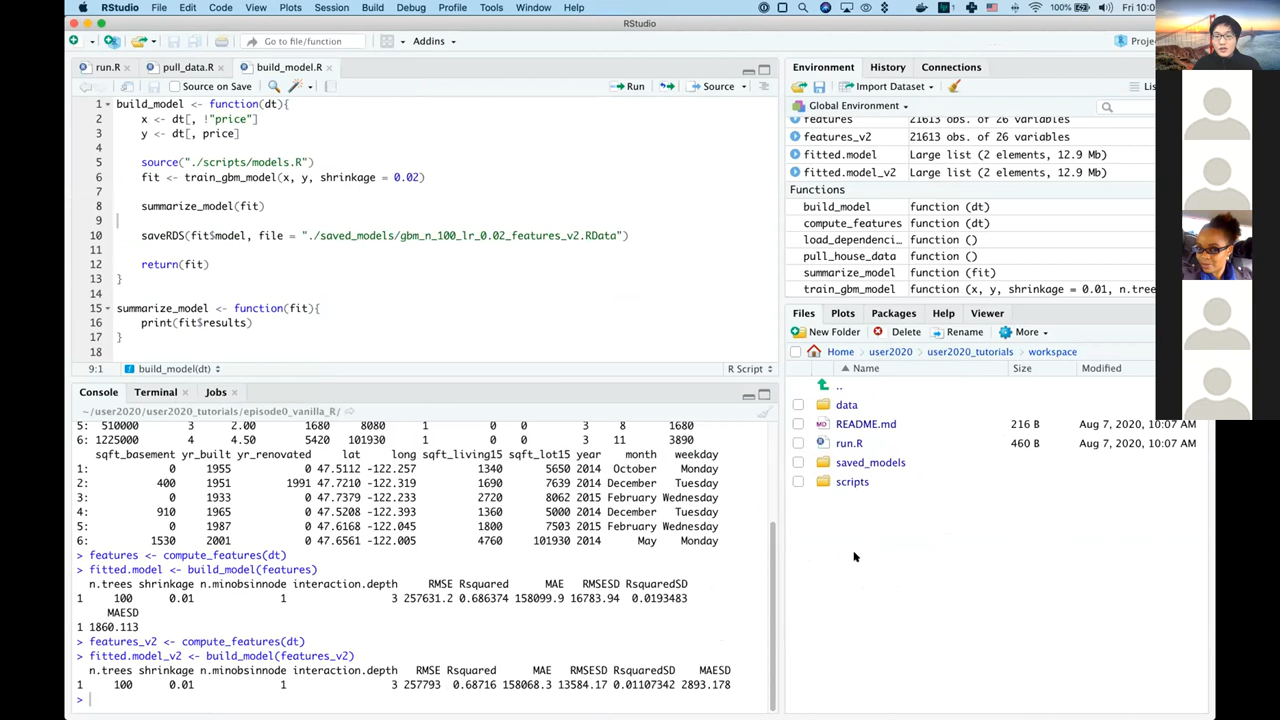 RStudio File Edit Code View Plots Session Build Debug Profile Tools Window Help 100% Fri 10:0
RStudio
Go to file/function Addins Proje
run.R pull_data.R build_model.R
Source on Save Run Source
1 build_model <- function(dt){
2 x <- dt[, !"price"]
3 y <- dt[, price]
4
5 source("./scripts/models.R")
6 fit <- train_gbm_model(x, y, shrinkage = 0.02)
7
8 summarize_model(fit)
9
10 saveRDS(fit$model, file = "./saved_models/gbm_n_100_lr_0.02_features_v2.RData")
11
12 return(fit)
13 }
14
15 summarize_model <- function(fit){
16 print(fit$results)
17 }
18
9:1 build_model(dt) R Script
Console Terminal Jobs
~/user2020/user2020_tutorials/episode0_vanilla_R/
5: 510000 3 2.00 1680 8080 1 0 0 3 8 1680
6: 1225000 4 4.50 5420 101930 1 0 0 3 11 3890
sqft_basement yr_built yr_renovated lat long sqft_living15 sqft_lot15 year month weekday
1: 0 1955 0 47.5112 -122.257 1340 5650 2014 October Monday
2: 400 1951 1991 47.7210 -122.319 1690 7639 2014 December Tuesday
3: 0 1933 0 47.7379 -122.233 2720 8062 2015 February Wednesday
4: 910 1965 0 47.5208 -122.393 1360 5000 2014 December Tuesday
5: 0 1987 0 47.6168 -122.045 1800 7503 2015 February Wednesday
6: 1530 2001 0 47.6561 -122.005 4760 101930 2014 May Monday
> features <- compute_features(dt)
> fitted.model <- build_model(features)
n.trees shrinkage n.minobsinnode interaction.depth RMSE Rsquared MAE RMSESD RsquaredSD
1 100 0.01 1 3 257631.2 0.686374 158099.9 16783.94 0.0193483
MAESD
1 1860.113
> features_v2 <- compute_features(dt)
> fitted.model_v2 <- build_model(features_v2)
n.trees shrinkage n.minobsinnode interaction.depth RMSE Rsquared MAE RMSESD RsquaredSD MAESD
1 100 0.01 1 3 257793 0.68716 158068.3 13584.17 0.01107342 2893.178
>
Environment History Connections
Import Dataset Lis
Global Environment
features 21613 obs. of 26 variables
features_v2 21613 obs. of 26 variables
fitted.model Large list (2 elements, 12.9 Mb)
fitted.model_v2 Large list (2 elements, 12.9 Mb)
Functions
build_model function (dt)
compute_features function (dt)
load_dependenci… function ()
pull_house_data function ()
summarize_model function (fit)
train_gbm_model function (x, y, shrinkage = 0.01, n.trees
Files Plots Packages Help Viewer
New Folder Delete Rename More
Home user2020 user2020_tutorials workspace
Name Size Modified
..
data
README.md 216 B Aug 7, 2020, 10:07 AM
run.R 460 B Aug 7, 2020, 10:07 AM
saved_models
scripts